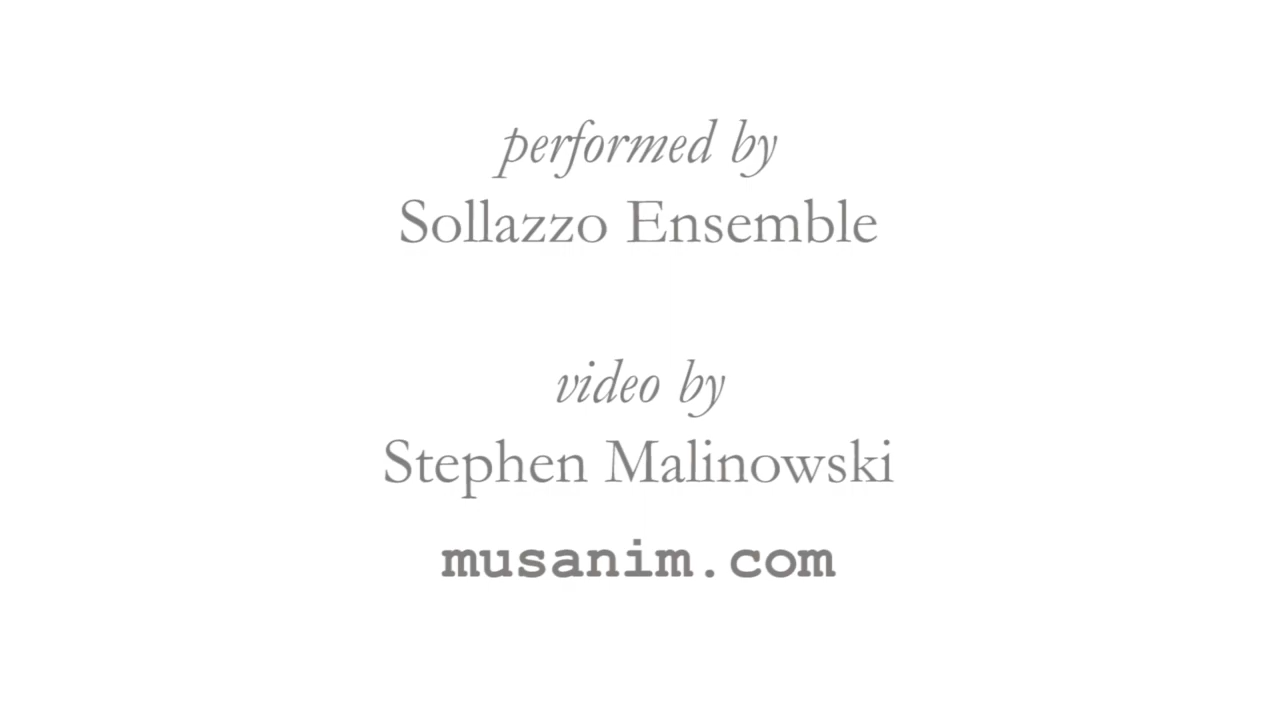 performed by
Sollazzo Ensemble
video by
Stephen Malinowski
musanim.com